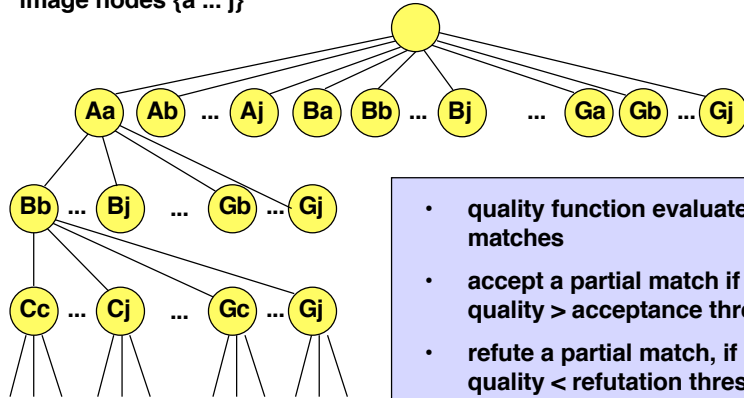 image nodes {a ... j}
Aa Ab ... Aj Ba Bb ... Bj ... Ga Gb ... Gj
Bb ... Bj ... Gb ... Gj
• quality function evaluate
matches
• accept a partial match if
quality > acceptance thre
Cc ... Cj ... Gc ... Gj
• refute a partial match, if
quality < refutation thres